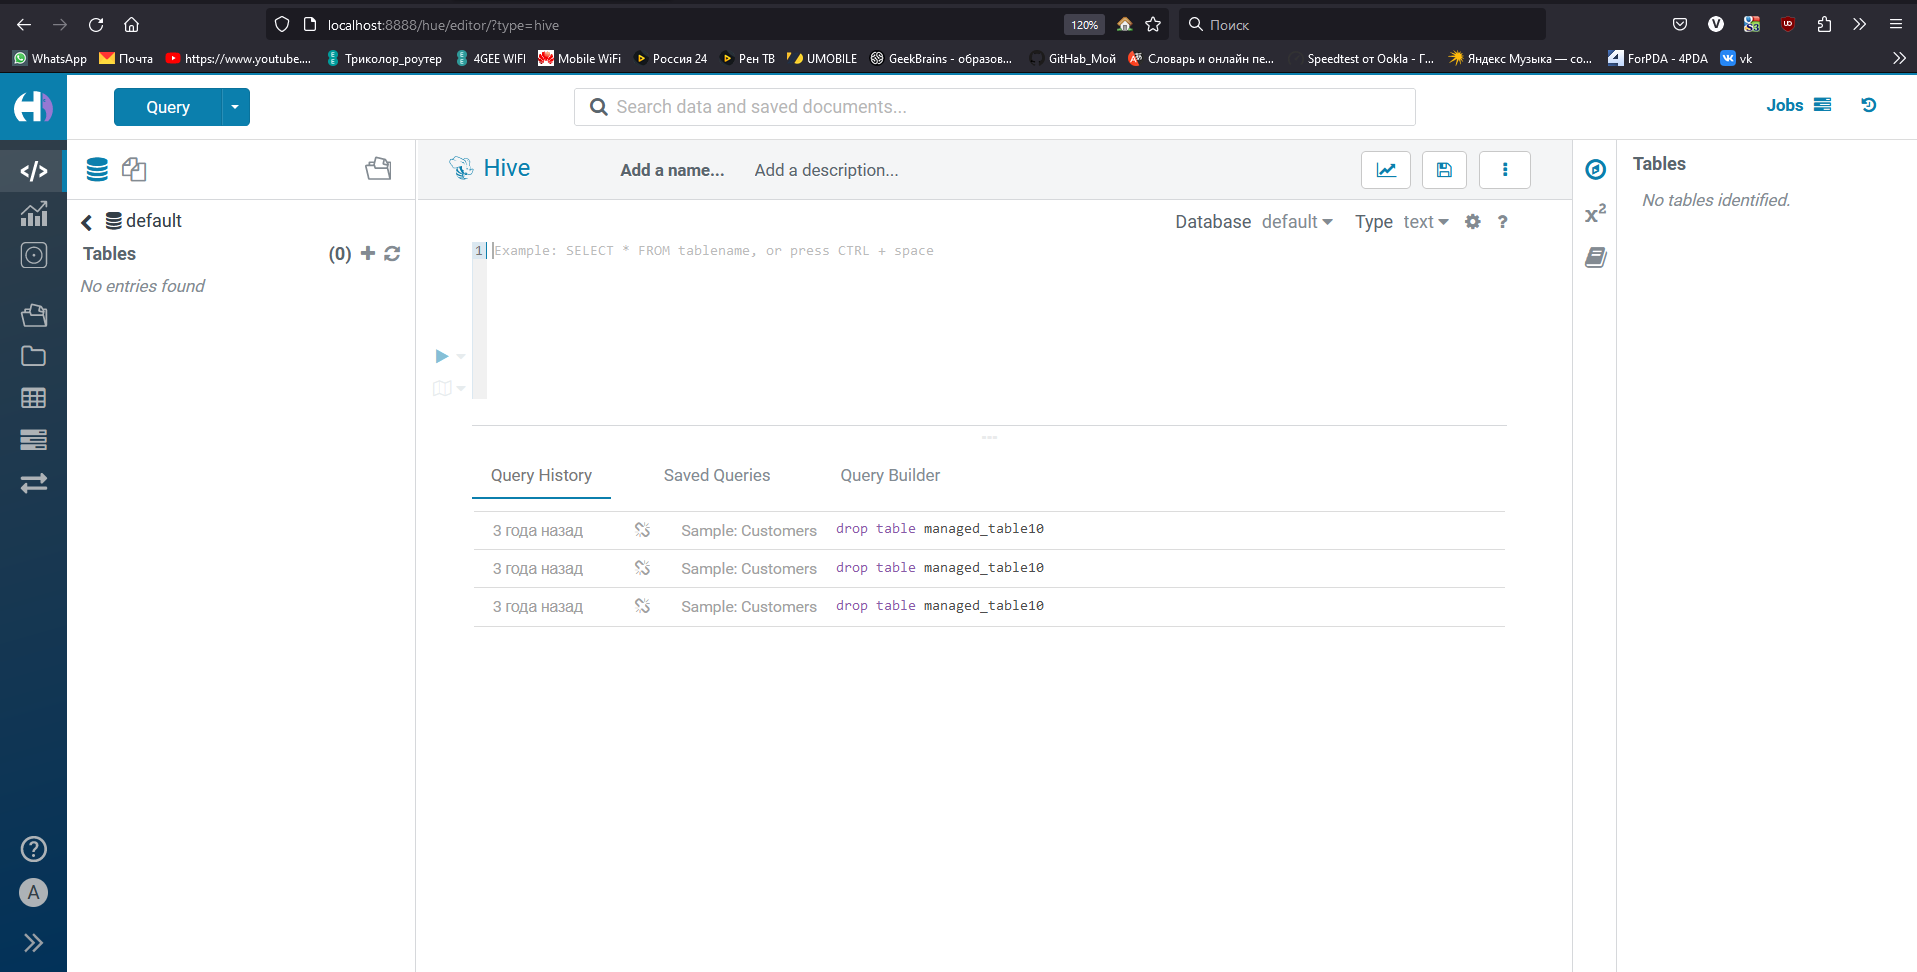 localhost:8888/hue/editor/?type=hive
120%
Поиск
WhatsApp
Почта
https://www.youtube....
Триколор_роутер
4GEE WIFI
Mobile WiFi
Россия 24
Рен ТВ
UMOBILE
GeekBrains - образов...
GitHab_Мой
Словарь и онлайн пе...
Speedtest от Ookla - Г...
Яндекс Музыка — со...
ForPDA - 4PDA
vk
Query
Search data and saved documents...
Jobs
Hive
Add a name...
Add a description...
Tables
No tables identified.
default
Tables
(0)
No entries found
Database default
Type text
?
1
Example: SELECT * FROM tablename, or press CTRL + space
x²
Query History
Saved Queries
Query Builder
3 года назад Sample: Customers drop table managed_table10
3 года назад Sample: Customers drop table managed_table10
3 года назад Sample: Customers drop table managed_table10
A